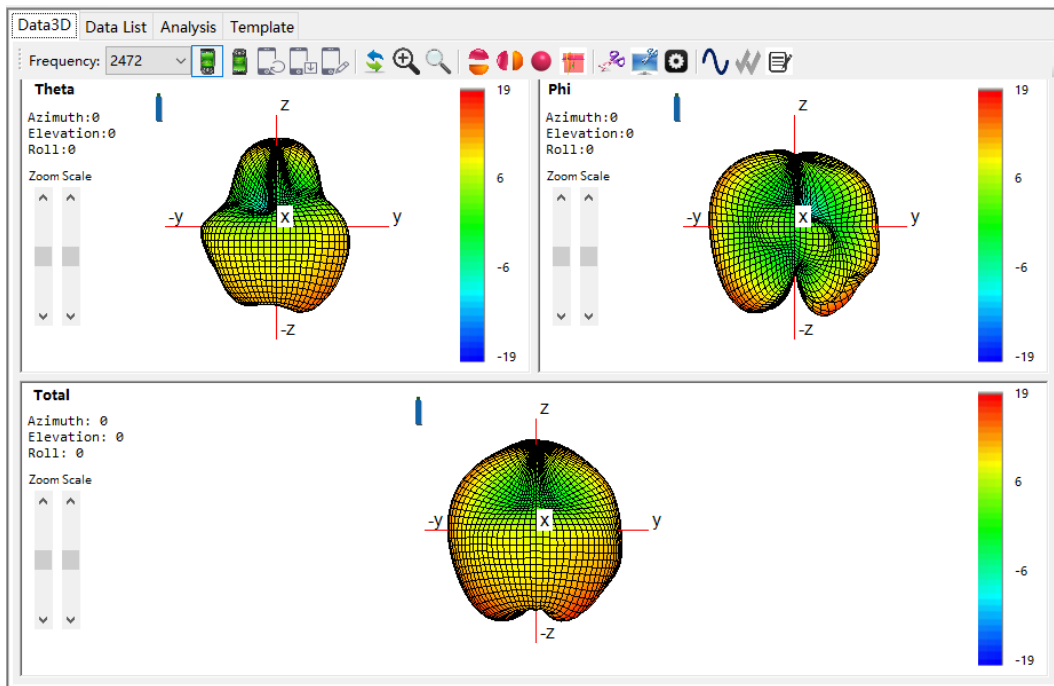 Data3D Data List Analysis Template
Frequency: 2472
Theta
Azimuth:0
Elevation:0
Roll:0
Zoom Scale
z
-y
x
y
-z
19
6
-6
-19
Phi
Azimuth:0
Elevation:0
Roll:0
Zoom Scale
z
-y
x
y
-z
19
6
-6
-19
Total
Azimuth: 0
Elevation: 0
Roll: 0
Zoom Scale
z
-y
x
y
-z
19
6
-6
-19